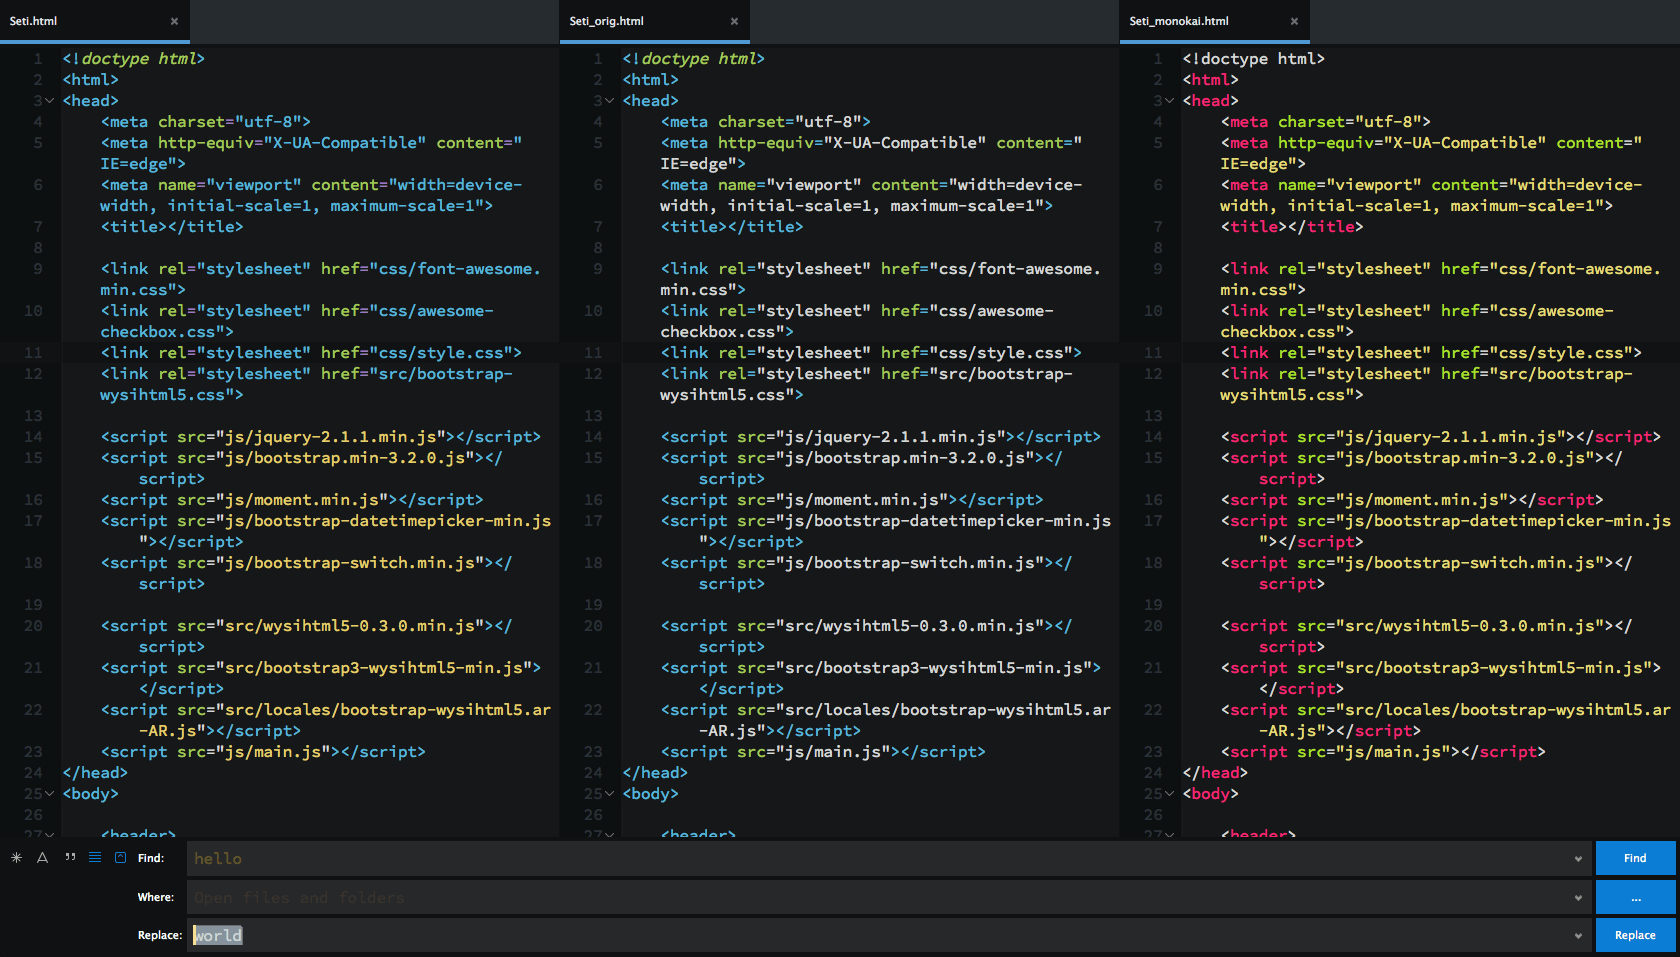 Seti.html
1 <!doctype html>
2 <html>
3 <head>
4 <meta charset="utf-8">
5 <meta http-equiv="X-UA-Compatible" content="
IE=edge">
6 <meta name="viewport" content="width=device-
width, initial-scale=1, maximum-scale=1">
7 <title></title>
8
9 <link rel="stylesheet" href="css/font-awesome.
min.css">
10 <link rel="stylesheet" href="css/awesome-
checkbox.css">
11 <link rel="stylesheet" href="css/style.css">
12 <link rel="stylesheet" href="src/bootstrap-
wysihtml5.css">
13
14 <script src="js/jquery-2.1.1.min.js"></script>
15 <script src="js/bootstrap.min-3.2.0.js"></
script>
16 <script src="js/moment.min.js"></script>
17 <script src="js/bootstrap-datetimepicker-min.js
"></script>
18 <script src="js/bootstrap-switch.min.js"></
script>
19
20 <script src="src/wysihtml5-0.3.0.min.js"></
script>
21 <script src="src/bootstrap3-wysihtml5-min.js">
</script>
22 <script src="src/locales/bootstrap-wysihtml5.ar
-AR.js"></script>
23 <script src="js/main.js"></script>
24 </head>
25 <body>
26
27 <header>
Seti_orig.html
1 <!doctype html>
2 <html>
3 <head>
4 <meta charset="utf-8">
5 <meta http-equiv="X-UA-Compatible" content="
IE=edge">
6 <meta name="viewport" content="width=device-
width, initial-scale=1, maximum-scale=1">
7 <title></title>
8
9 <link rel="stylesheet" href="css/font-awesome.
min.css">
10 <link rel="stylesheet" href="css/awesome-
checkbox.css">
11 <link rel="stylesheet" href="css/style.css">
12 <link rel="stylesheet" href="src/bootstrap-
wysihtml5.css">
13
14 <script src="js/jquery-2.1.1.min.js"></script>
15 <script src="js/bootstrap.min-3.2.0.js"></
script>
16 <script src="js/moment.min.js"></script>
17 <script src="js/bootstrap-datetimepicker-min.js
"></script>
18 <script src="js/bootstrap-switch.min.js"></
script>
19
20 <script src="src/wysihtml5-0.3.0.min.js"></
script>
21 <script src="src/bootstrap3-wysihtml5-min.js">
</script>
22 <script src="src/locales/bootstrap-wysihtml5.ar
-AR.js"></script>
23 <script src="js/main.js"></script>
24 </head>
25 <body>
26
27 <header>
Seti_monokai.html
1 <!doctype html>
2 <html>
3 <head>
4 <meta charset="utf-8">
5 <meta http-equiv="X-UA-Compatible" content="
IE=edge">
6 <meta name="viewport" content="width=device-
width, initial-scale=1, maximum-scale=1">
7 <title></title>
8
9 <link rel="stylesheet" href="css/font-awesome.
min.css">
10 <link rel="stylesheet" href="css/awesome-
checkbox.css">
11 <link rel="stylesheet" href="css/style.css">
12 <link rel="stylesheet" href="src/bootstrap-
wysihtml5.css">
13
14 <script src="js/jquery-2.1.1.min.js"></script>
15 <script src="js/bootstrap.min-3.2.0.js"></
script>
16 <script src="js/moment.min.js"></script>
17 <script src="js/bootstrap-datetimepicker-min.js
"></script>
18 <script src="js/bootstrap-switch.min.js"></
script>
19
20 <script src="src/wysihtml5-0.3.0.min.js"></
script>
21 <script src="src/bootstrap3-wysihtml5-min.js">
</script>
22 <script src="src/locales/bootstrap-wysihtml5.ar
-AR.js"></script>
23 <script src="js/main.js"></script>
24 </head>
25 <body>
26
27 <header>
Find: hello Find
Where: Open files and folders ...
Replace: world Replace